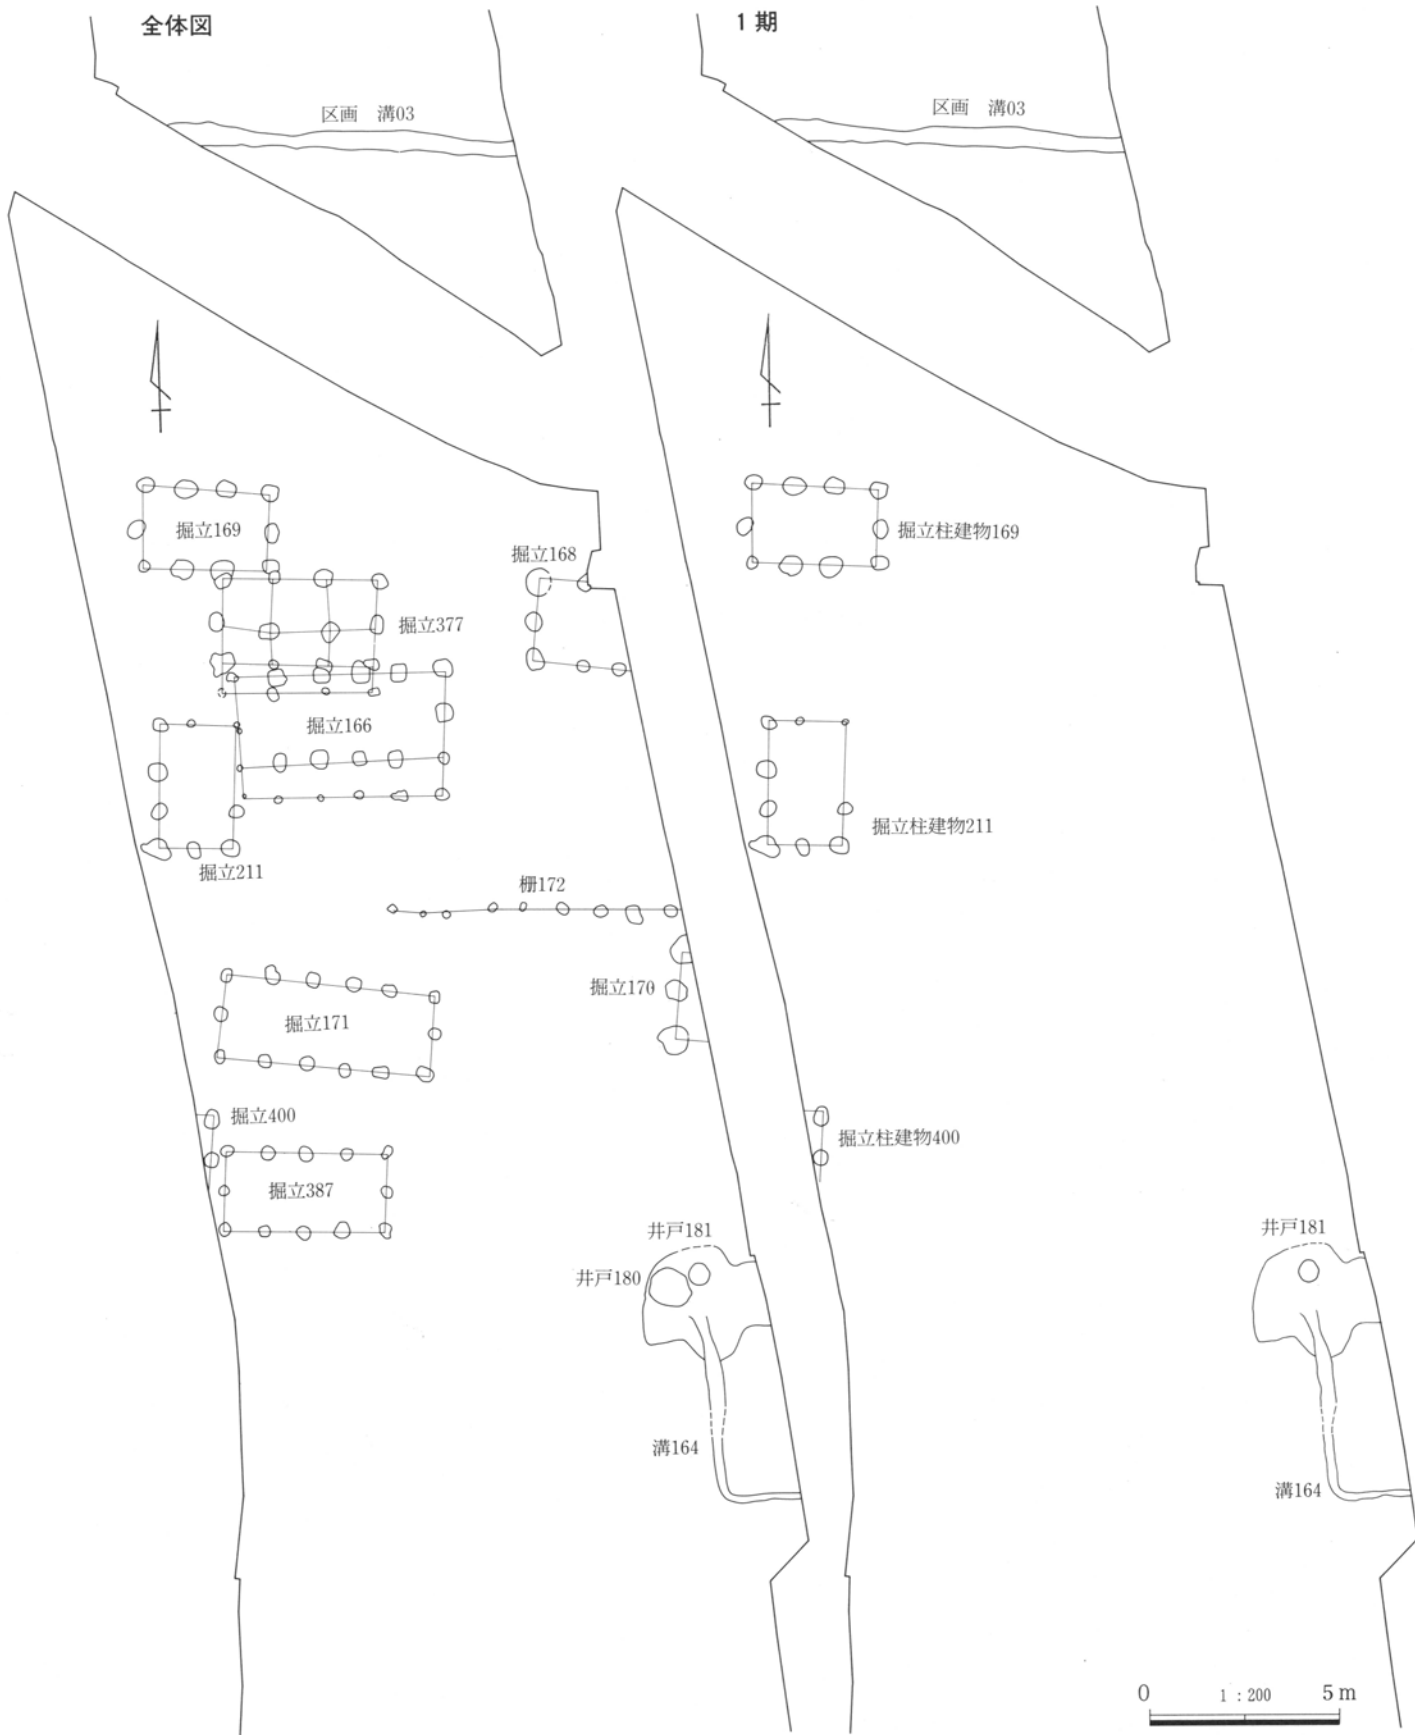 全体図
区画 溝03
掘立169
掘立168
掘立377
掘立166
掘立211
柵172
掘立170
掘立171
掘立400
掘立387
井戸181
井戸180
溝164
1期
区画 溝03
掘立柱建物169
掘立柱建物211
掘立柱建物400
井戸181
溝164
0 1:200 5m